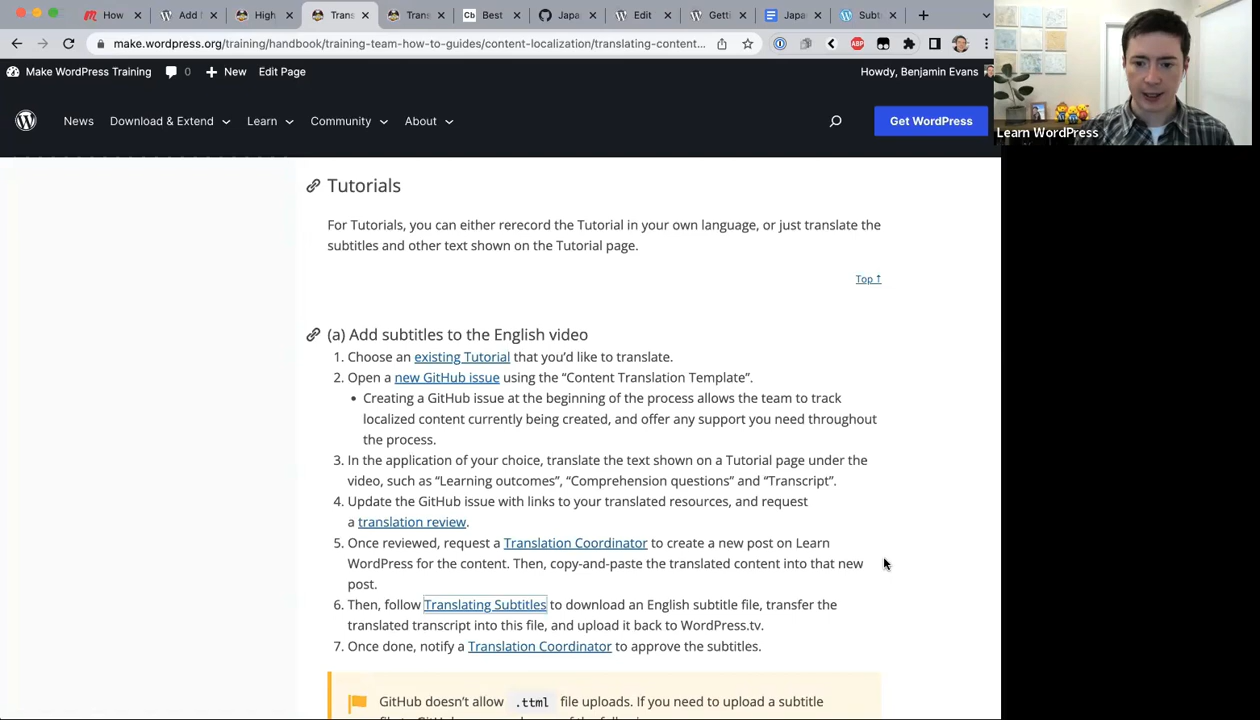 How
Add
High
Trans
Trans
Best
Japa
Edit
Getti
Japa
Subt
make.wordpress.org/training/handbook/training-team-how-to-guides/content-localization/translating-content...
Make WordPress Training
0
New
Edit Page
Howdy, Benjamin Evans
News
Download & Extend
Learn
Community
About
Get WordPress
Learn WordPress
Tutorials
For Tutorials, you can either rerecord the Tutorial in your own language, or just translate the
subtitles and other text shown on the Tutorial page.
Top ↑
(a) Add subtitles to the English video
1. Choose an existing Tutorial that you’d like to translate.
2. Open a new GitHub issue using the “Content Translation Template”.
• Creating a GitHub issue at the beginning of the process allows the team to track
localized content currently being created, and offer any support you need throughout
the process.
3. In the application of your choice, translate the text shown on a Tutorial page under the
video, such as “Learning outcomes”, “Comprehension questions” and “Transcript”.
4. Update the GitHub issue with links to your translated resources, and request
a translation review.
5. Once reviewed, request a Translation Coordinator to create a new post on Learn
WordPress for the content. Then, copy-and-paste the translated content into that new
post.
6. Then, follow Translating Subtitles to download an English subtitle file, transfer the
translated transcript into this file, and upload it back to WordPress.tv.
7. Once done, notify a Translation Coordinator to approve the subtitles.
GitHub doesn’t allow .ttml file uploads. If you need to upload a subtitle